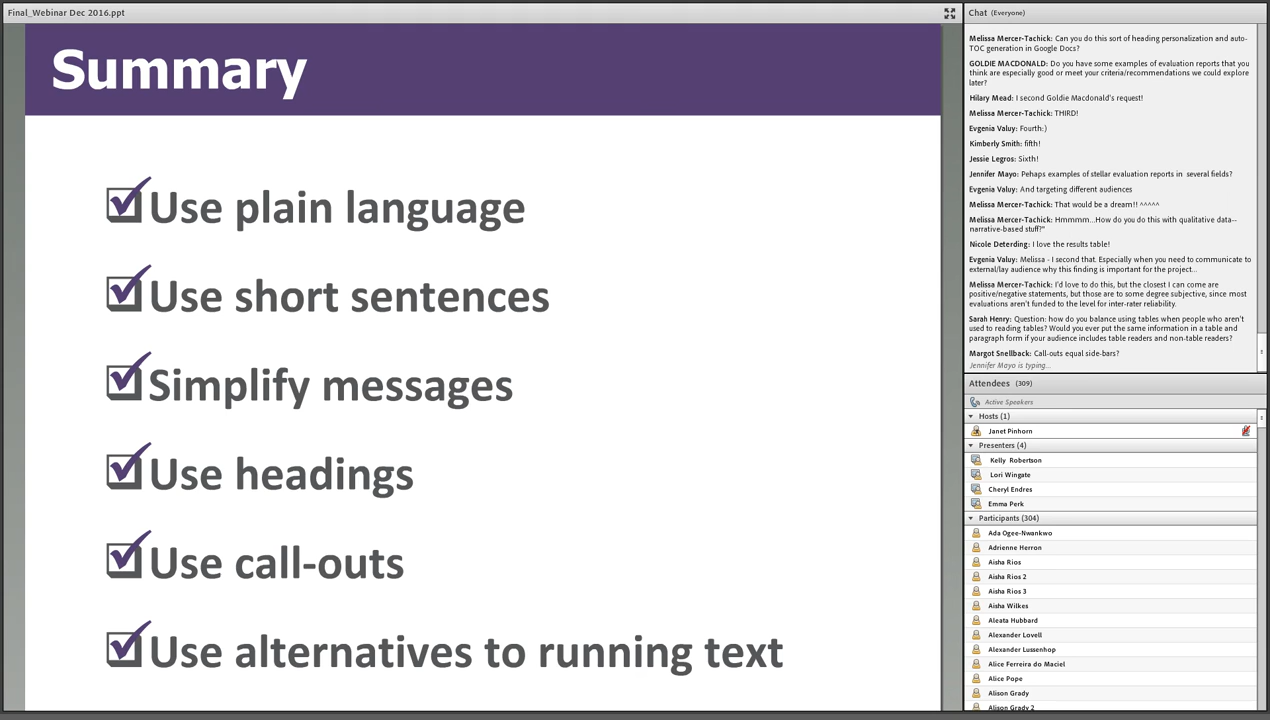 Final_Webinar Dec 2016.ppt
Summary
Use plain language
Use short sentences
Simplify messages
Use headings
Use call-outs
Use alternatives to running text
Chat (Everyone)
Melissa Mercer-Tachick: Can you do this sort of heading personalization and auto-
TOC generation in Google Docs?
GOLDIE MACDONALD: Do you have some examples of evaluation reports that you
think are especially good or meet your criteria/recommendations we could explore
later?
Hilary Mead: I second Goldie Macdonald's request!
Melissa Mercer-Tachick: THIRD!
Evgenia Valuy: Fourth:)
Kimberly Smith: fifth!
Jessie Legros: Sixth!
Jennifer Mayo: Pehaps examples of stellar evaluation reports in several fields?
Evgenia Valuy: And targeting different audiences
Melissa Mercer-Tachick: That would be a dream!! ^^^^^
Melissa Mercer-Tachick: Hmmmm...How do you do this with qualitative data--
narrative-based stuff?"
Nicole Deterding: I love the results table!
Evgenia Valuy: Melissa - I second that. Especially when you need to communicate to
external/lay audience why this finding is important for the project...
Melissa Mercer-Tachick: I'd love to do this, but the closest I can come are
positive/negative statements, but those are to some degree subjective, since most
evaluations aren't funded to the level for inter-rater reliability.
Sarah Henry: Question: how do you balance using tables when people who aren't
used to reading tables? Would you ever put the same information in a table and
paragraph form if your audience includes table readers and non-table readers?
Margot Snellback: Call-outs equal side-bars?
Jennifer Mayo is typing...
Attendees (309)
Active Speakers
Hosts (1)
Janet Pinhorn
Presenters (4)
Kelly Robertson
Lori Wingate
Cheryl Endres
Emma Perk
Participants (304)
Ada Ogee-Nwankwo
Adrienne Herron
Aisha Rios
Aisha Rios 2
Aisha Rios 3
Aisha Wilkes
Aleata Hubbard
Alexander Lovell
Alexander Lussenhop
Alice Ferreira do Maciel
Alice Pope
Alison Grady
Alison Grady 2